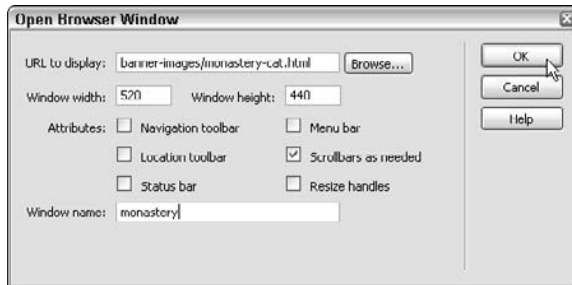 Open Browser Window
URL to display: banner-images/monastery-cat.html Browse... OK
Window width: 520 Window height: 440 Cancel
Attributes: Navigation toolbar Menu bar Help
Location toolbar Scrollbars as needed
Status bar Resize handles
Window name: monastery